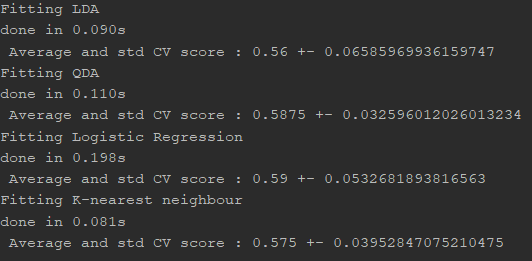 Fitting LDA
done in 0.090s
Average and std CV score : 0.56 +- 0.06585969936159747
Fitting QDA
done in 0.110s
Average and std CV score : 0.5875 +- 0.032596012026013234
Fitting Logistic Regression
done in 0.198s
Average and std CV score : 0.59 +- 0.0532681893816563
Fitting K-nearest neighbour
done in 0.081s
Average and std CV score : 0.575 +- 0.03952847075210475